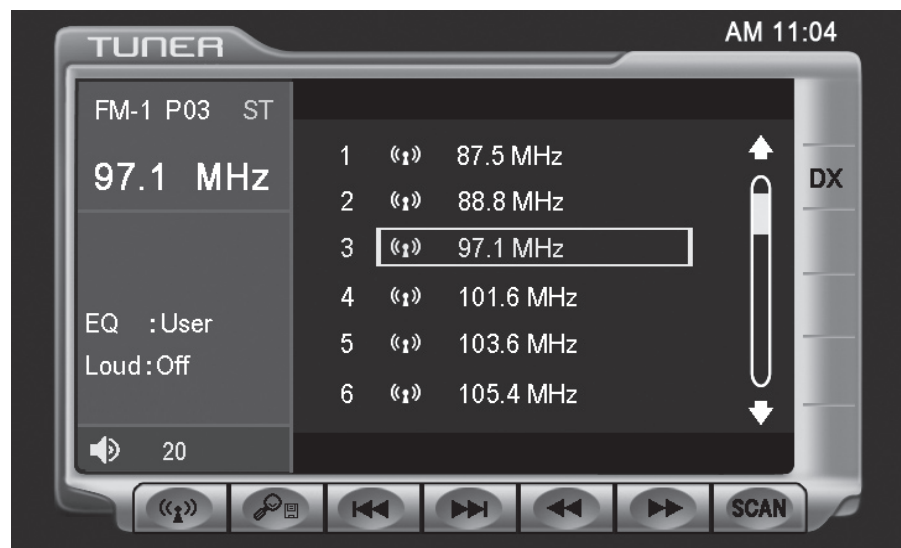 AM 11:04
TUNER
FM-1 P03 ST
97.1 MHz
EQ :User
Loud:Off
20
1 87.5 MHz
2 88.8 MHz
3 97.1 MHz
4 101.6 MHz
5 103.6 MHz
6 105.4 MHz
DX
SCAN